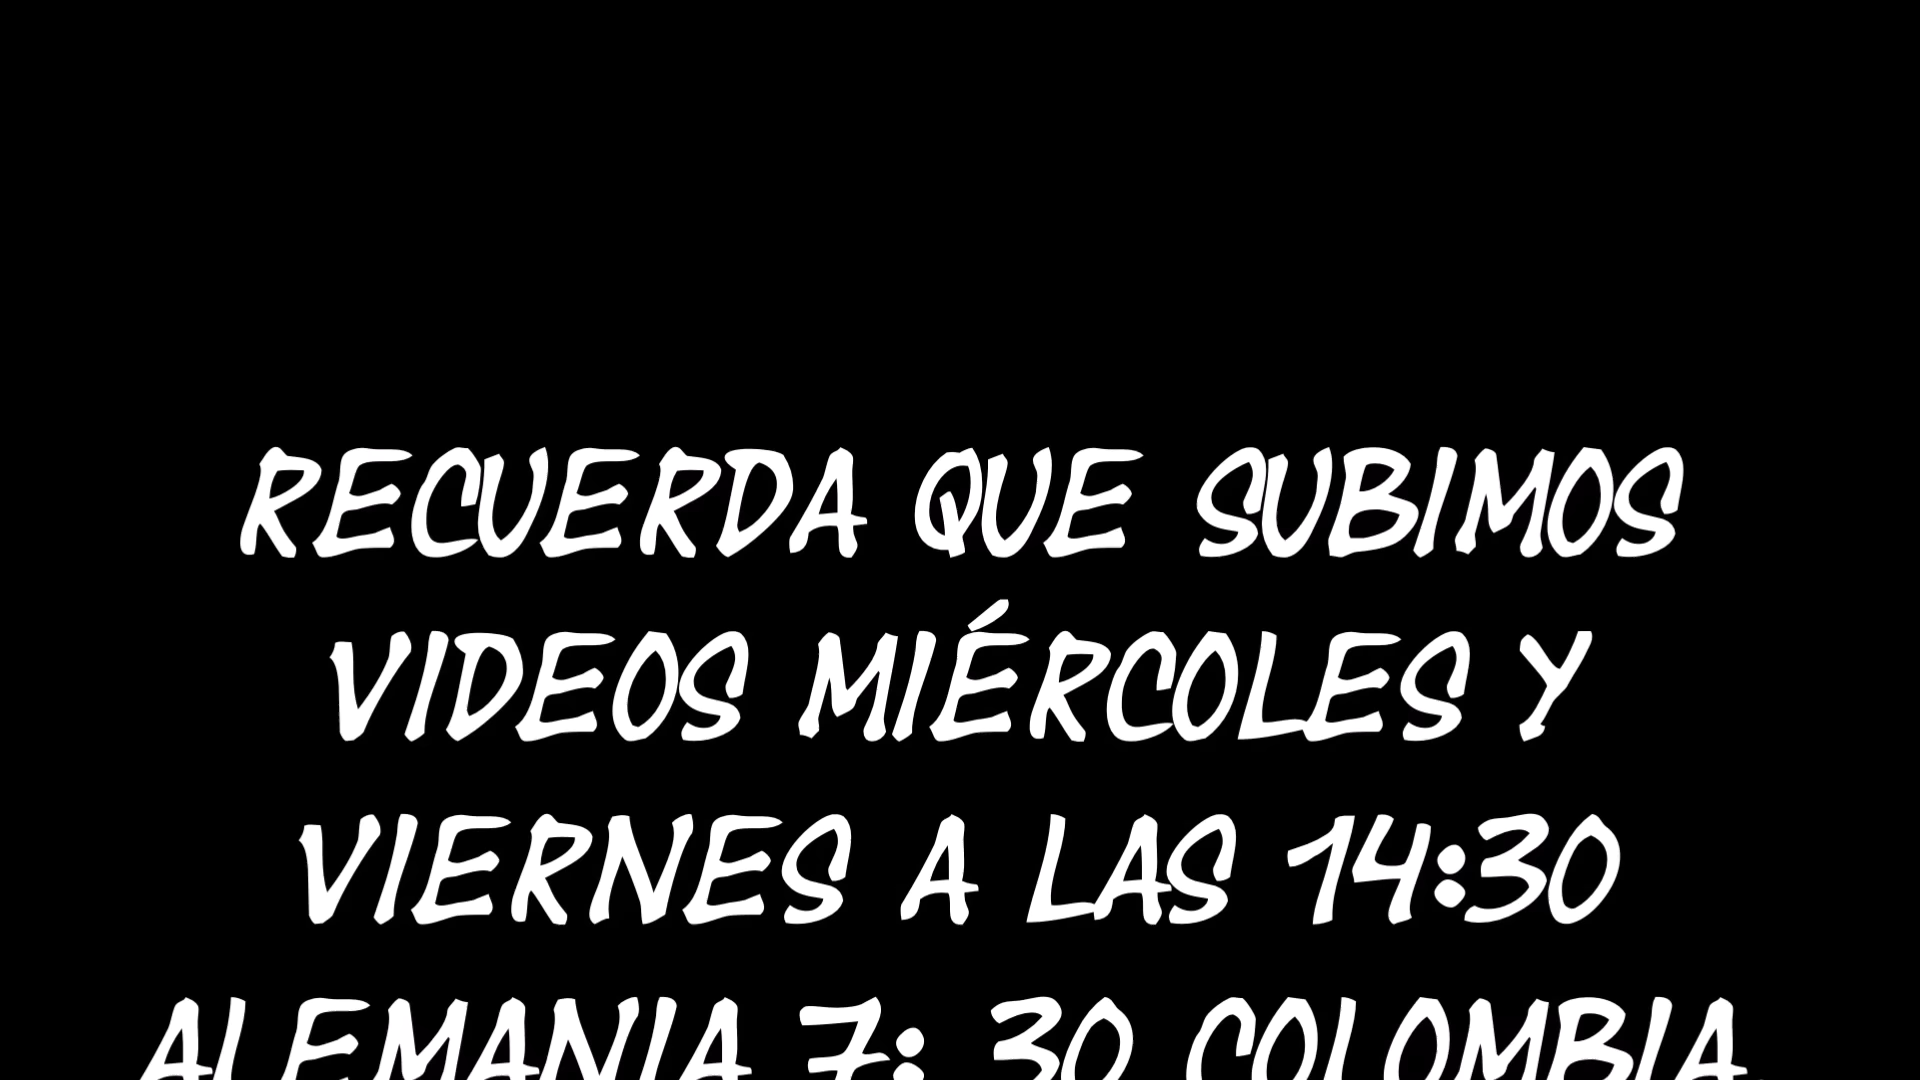 RECUERDA QUE SUBIMOS
VIDEOS MIÉRCOLES Y
VIERNES A LAS 14:30
ALEMANIA 7: 30 COLOMBIA